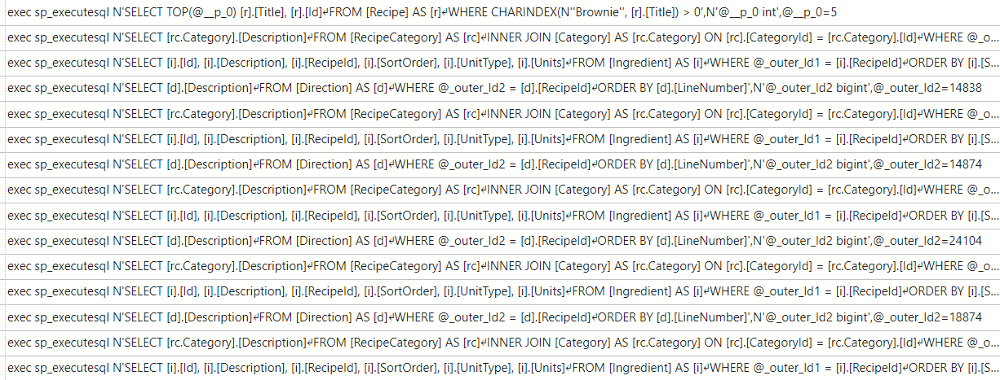 exec sp_executesql N'SELECT TOP(@__p_0) [r].[Title], [r].[Id]↵FROM [Recipe] AS [r]↵WHERE CHARINDEX(N''Brownie'', [r].[Title]) > 0',N'@__p_0 int',@__p_0=5
exec sp_executesql N'SELECT [rc.Category].[Description]↵FROM [RecipeCategory] AS [rc]↵INNER JOIN [Category] AS [rc.Category] ON [rc].[CategoryId] = [rc.Category].[Id]↵WHERE @_o...
exec sp_executesql N'SELECT [i].[Id], [i].[Description], [i].[RecipeId], [i].[SortOrder], [i].[UnitType], [i].[Units]↵FROM [Ingredient] AS [i]↵WHERE @_outer_Id1 = [i].[RecipeId]↵ORDER BY [i].[S...
exec sp_executesql N'SELECT [d].[Description]↵FROM [Direction] AS [d]↵WHERE @_outer_Id2 = [d].[RecipeId]↵ORDER BY [d].[LineNumber]',N'@_outer_Id2 bigint',@_outer_Id2=14838
exec sp_executesql N'SELECT [rc.Category].[Description]↵FROM [RecipeCategory] AS [rc]↵INNER JOIN [Category] AS [rc.Category] ON [rc].[CategoryId] = [rc.Category].[Id]↵WHERE @_o...
exec sp_executesql N'SELECT [i].[Id], [i].[Description], [i].[RecipeId], [i].[SortOrder], [i].[UnitType], [i].[Units]↵FROM [Ingredient] AS [i]↵WHERE @_outer_Id1 = [i].[RecipeId]↵ORDER BY [i].[S...
exec sp_executesql N'SELECT [d].[Description]↵FROM [Direction] AS [d]↵WHERE @_outer_Id2 = [d].[RecipeId]↵ORDER BY [d].[LineNumber]',N'@_outer_Id2 bigint',@_outer_Id2=14874
exec sp_executesql N'SELECT [rc.Category].[Description]↵FROM [RecipeCategory] AS [rc]↵INNER JOIN [Category] AS [rc.Category] ON [rc].[CategoryId] = [rc.Category].[Id]↵WHERE @_o...
exec sp_executesql N'SELECT [i].[Id], [i].[Description], [i].[RecipeId], [i].[SortOrder], [i].[UnitType], [i].[Units]↵FROM [Ingredient] AS [i]↵WHERE @_outer_Id1 = [i].[RecipeId]↵ORDER BY [i].[S...
exec sp_executesql N'SELECT [d].[Description]↵FROM [Direction] AS [d]↵WHERE @_outer_Id2 = [d].[RecipeId]↵ORDER BY [d].[LineNumber]',N'@_outer_Id2 bigint',@_outer_Id2=24104
exec sp_executesql N'SELECT [rc.Category].[Description]↵FROM [RecipeCategory] AS [rc]↵INNER JOIN [Category] AS [rc.Category] ON [rc].[CategoryId] = [rc.Category].[Id]↵WHERE @_o...
exec sp_executesql N'SELECT [i].[Id], [i].[Description], [i].[RecipeId], [i].[SortOrder], [i].[UnitType], [i].[Units]↵FROM [Ingredient] AS [i]↵WHERE @_outer_Id1 = [i].[RecipeId]↵ORDER BY [i].[S...
exec sp_executesql N'SELECT [d].[Description]↵FROM [Direction] AS [d]↵WHERE @_outer_Id2 = [d].[RecipeId]↵ORDER BY [d].[LineNumber]',N'@_outer_Id2 bigint',@_outer_Id2=18874
exec sp_executesql N'SELECT [rc.Category].[Description]↵FROM [RecipeCategory] AS [rc]↵INNER JOIN [Category] AS [rc.Category] ON [rc].[CategoryId] = [rc.Category].[Id]↵WHERE @_o...
exec sp_executesql N'SELECT [i].[Id], [i].[Description], [i].[RecipeId], [i].[SortOrder], [i].[UnitType], [i].[Units]↵FROM [Ingredient] AS [i]↵WHERE @_outer_Id1 = [i].[RecipeId]↵ORDER BY [i].[S...